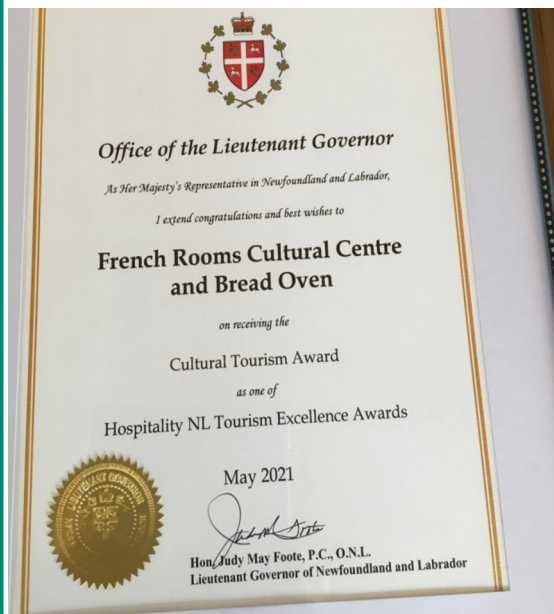 Office of the Lieutenant Governor
As Her Majesty's Representative in Newfoundland and Labrador,
I extend congratulations and best wishes to
French Rooms Cultural Centre
and Bread Oven
on receiving the
Cultural Tourism Award
as one of
Hospitality NL Tourism Excellence Awards
May 2021
Hon. Judy May Foote, P.C., O.N.L.
Lieutenant Governor of Newfoundland and Labrador
LIEUTENANT GOVERNOR